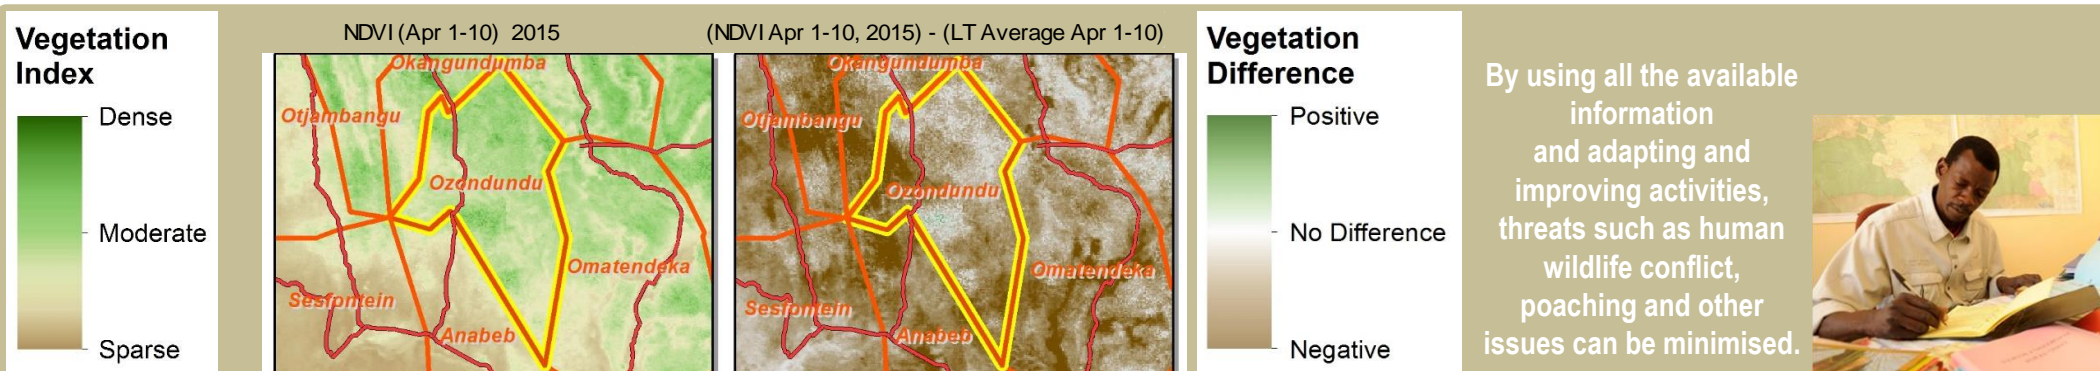 Vegetation
Index
Dense
Moderate
Sparse
NDVI (Apr 1-10) 2015
Okangundumba
Otjambangu
Ozondundu
Omatendeka
Sesfontein
Anabeb
(NDVI Apr 1-10, 2015) - (LT Average Apr 1-10)
Okangundumba
Otjambangu
Ozondundu
Omatendeka
Sesfontein
Anabeb
Vegetation
Difference
Positive
No Difference
Negative
By using all the available
information
and adapting and
improving activities,
threats such as human
wildlife conflict,
poaching and other
issues can be minimised.